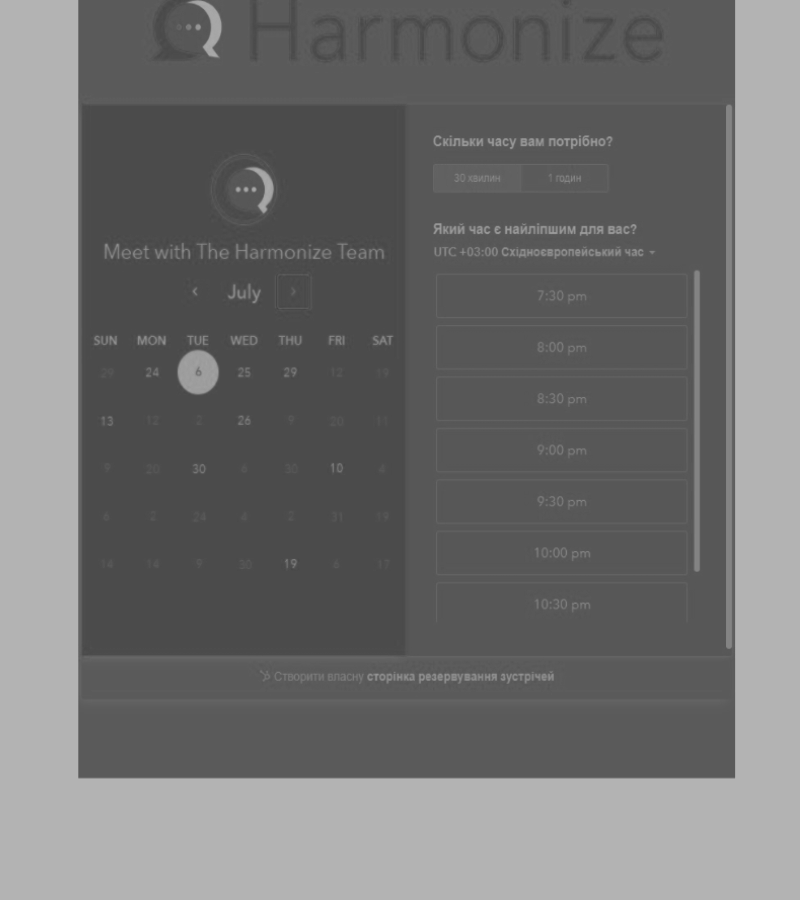 Harmonize
Meet with The Harmonize Team
July
SUN MON TUE WED THU FRI SAT
29 24 6 25 29 12
13 12 2 26 9 20 11
9 20 30 6 30 10 4
6 2 24 4 2 31 19
14 14 9 30 19 4 17
Скільки часу вам потрібно?
30 хвилин 1 годин
Який час є найліпшим для вас?
UTC +03:00 Східноєвропейський час
7:30 pm
8:00 pm
8:30 pm
9:00 pm
9:30 pm
10:00 pm
10:30 pm
Створити власну сторінка резервування зустрічей